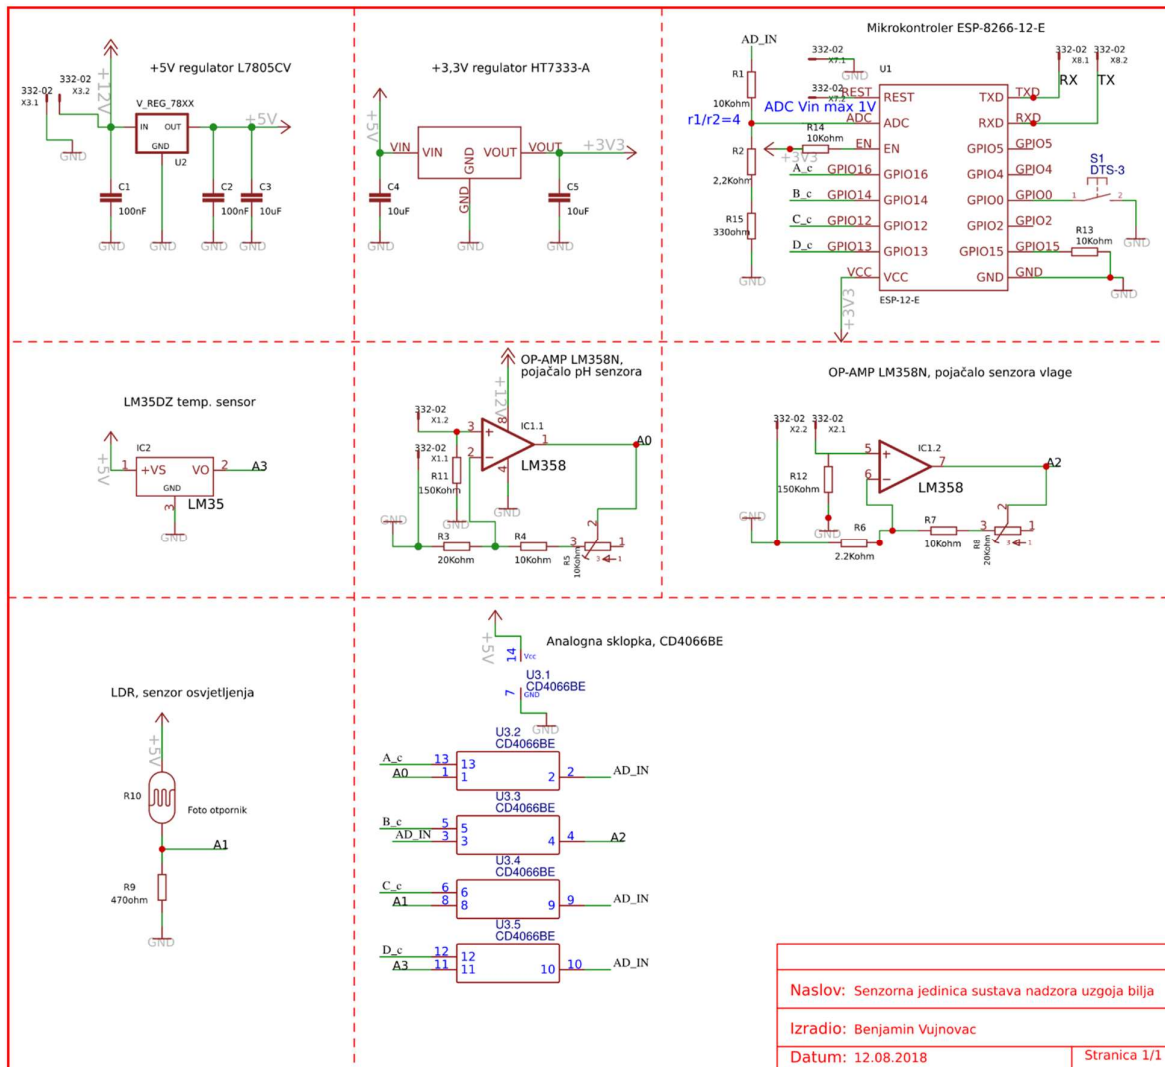 +5V regulator L7805CV
332-02
X3.1
332-02
X3.2
+12V
V_REG_78XX
IN
OUT
GND
U2
+5V
C1
100nF
C2
100nF
C3
10uF
GND
GND
GND
GND
GND
+3,3V regulator HT7333-A
+5V
VIN
VIN
VOUT
VOUT
GND
GND
+3V3
C4
10uF
C5
10uF
GND
GND
GND
Mikrokontroler ESP-8266-12-E
AD_IN
R1
10Kohm
r1/r2=4
ADC Vin max 1V
R2
2,2Kohm
R15
330ohm
GND
332-02
X7.1
GND
332-02
X7.2
R14
10Kohm
+3V3
A_c
B_c
C_c
D_c
U1
REST
REST
ADC
ADC
EN
EN
GPIO16
GPIO16
GPIO14
GPIO14
GPIO12
GPIO12
GPIO13
GPIO13
VCC
VCC
+3V3
ESP-12-E
TXD
TXD
RXD
RXD
GPIO5
GPIO5
GPIO4
GPIO4
GPIO0
GPIO0
GPIO2
GPIO2
GPIO15
GPIO15
GND
GND
332-02
X8.1
332-02
X8.2
RX
TX
S1
DTS-3
1
2
GND
R13
10Kohm
GND
LM35DZ temp. sensor
IC2
+5V
1
+VS
VO
2
A3
GND
3
LM35
GND
OP-AMP LM358N,
pojačalo pH senzora
+12V
332-02
X1.2
332-02
X1.1
3
2
8
4
1
IC1.1
LM358
A0
R11
150Kohm
GND
GND
GND
R3
20Kohm
R4
10Kohm
R5
10Kohm
3
2
1
3
1
OP-AMP LM358N, pojačalo senzora vlage
332-02
X2.2
332-02
X2.1
5
6
7
IC1.2
LM358
A2
R12
150Kohm
GND
GND
R6
2.2Kohm
R7
10Kohm
R8
20Kohm
3
2
1
3
1
LDR, senzor osvjetljenja
+5V
R10
Foto otpornik
A1
R9
470ohm
GND
Analogna sklopka, CD4066BE
+5V
14
Vcc
U3.1
CD4066BE
7
GND
GND
U3.2
CD4066BE
A_c
13
13
A0
1
1
2
2
AD_IN
U3.3
CD4066BE
B_c
5
5
AD_IN
3
3
4
4
A2
U3.4
CD4066BE
C_c
6
6
A1
8
8
9
9
AD_IN
U3.5
CD4066BE
D_c
12
12
A3
11
11
10
10
AD_IN
Naslov: Senzorna jedinica sustava nadzora uzgoja bilja
Izradio: Benjamin Vujnovac
Datum: 12.08.2018
Stranica 1/1